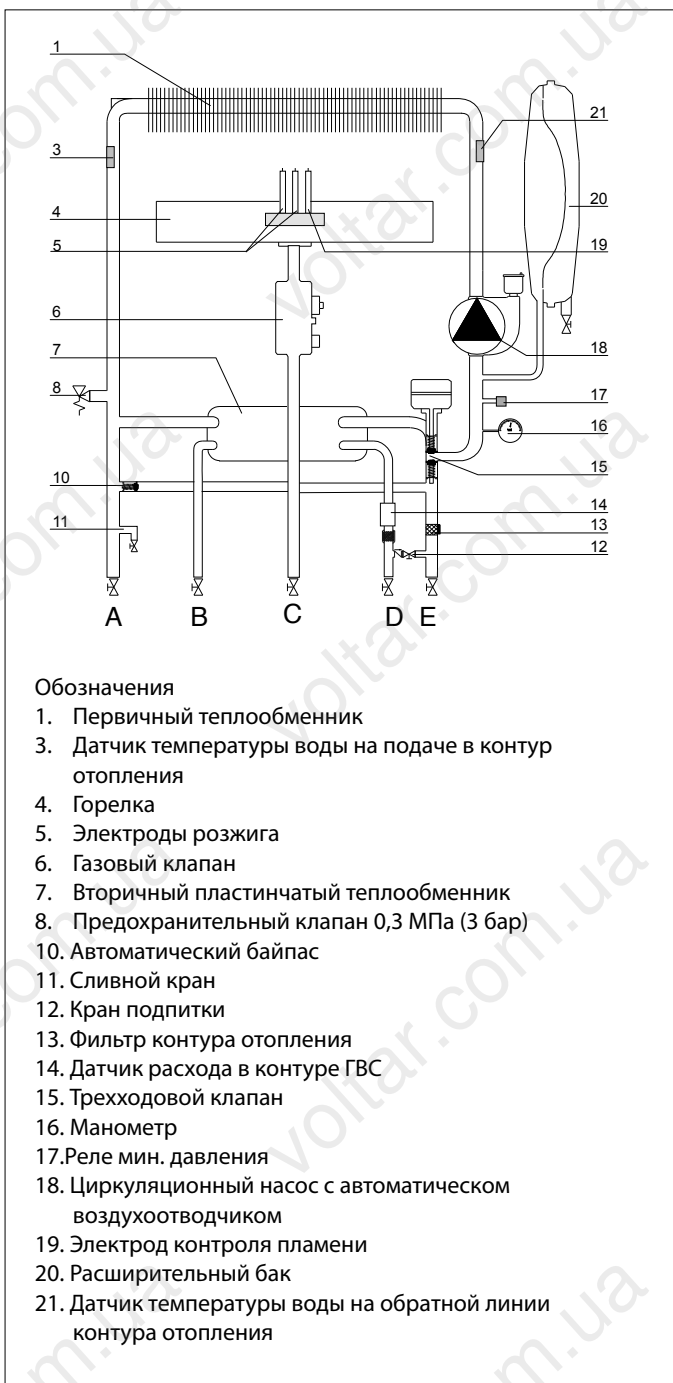 1
3
4
5
6
7
8
10
11
21
20
19
18
17
16
15
14
13
12
A B C D E
Обозначения
1. Первичный теплообменник
3. Датчик температуры воды на подаче в контур
отопления
4. Горелка
5. Электроды розжига
6. Газовый клапан
7. Вторичный пластинчатый теплообменник
8. Предохранительный клапан 0,3 МПа (3 бар)
10. Автоматический байпас
11. Сливной кран
12. Кран подпитки
13. Фильтр контура отопления
14. Датчик расхода в контуре ГВС
15. Трехходовой клапан
16. Манометр
17.Реле мин. давления
18. Циркуляционный насос с автоматическом
воздухоотводчиком
19. Электрод контроля пламени
20. Расширительный бак
21. Датчик температуры воды на обратной линии
контура отопления
voltar.com.ua